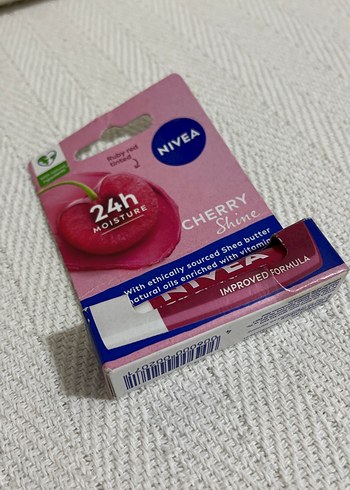 Ruby red
tinted
NIVEA
24h
MOISTURE
CHERRY
Shine
With ethically sourced Shea butter
natural oils enriched with vitamin
NIVEA
IMPROVED FORMULA